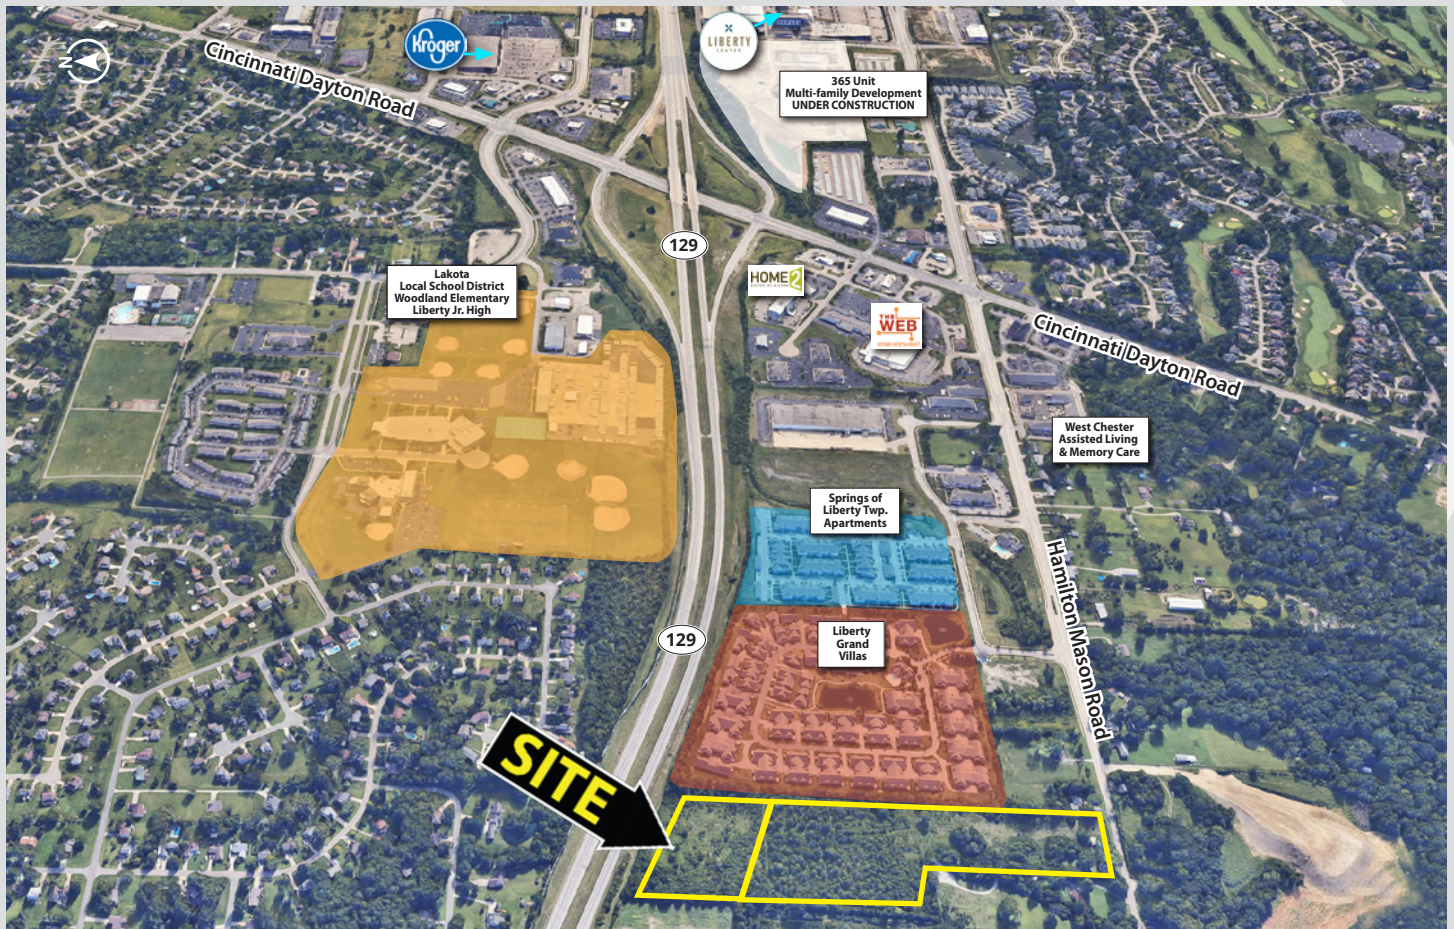 N
Cincinnati Dayton Road
Kroger
LIBERTY
CENTER
365 Unit
Multi-family Development
UNDER CONSTRUCTION
129
Lakota
Local School District
Woodland Elementary
Liberty Jr. High
HOME2
THE
WEB
Cincinnati Dayton Road
West Chester
Assisted Living
& Memory Care
Springs of
Liberty Twp.
Apartments
Hamilton Mason Road
129
Liberty
Grand
Villas
SITE